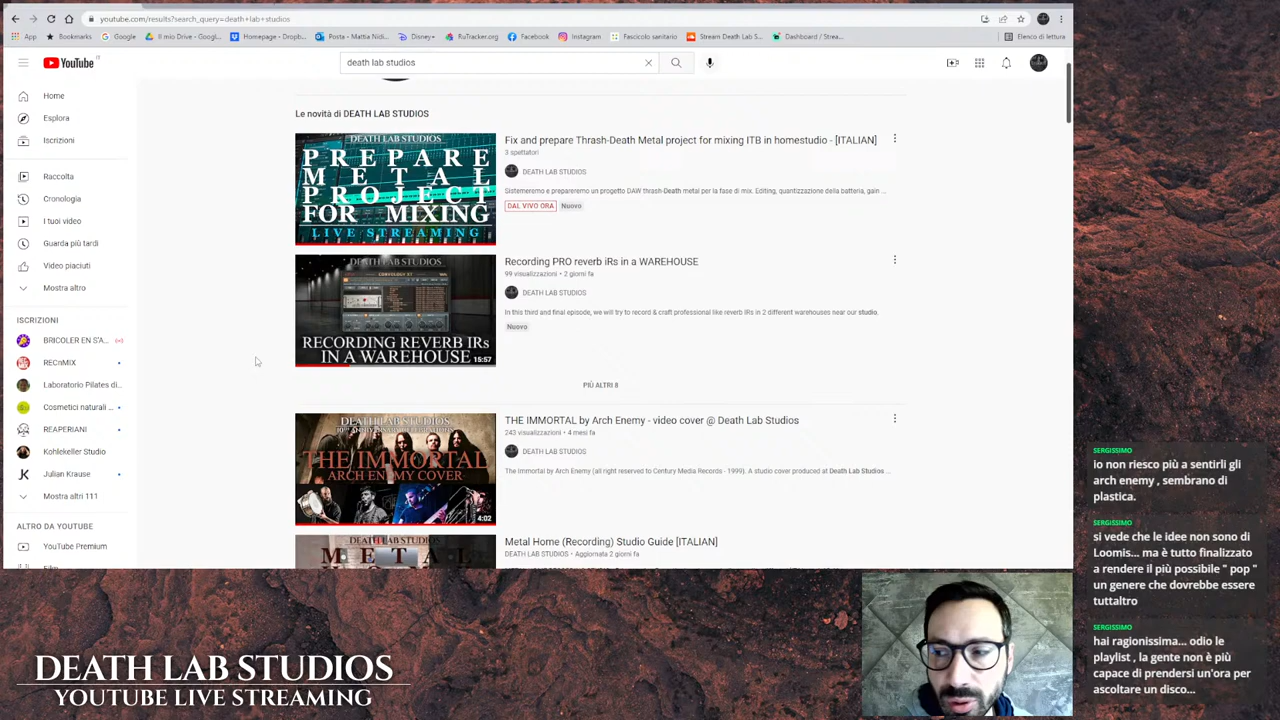 youtube.com/results?search_query=death+lab+studios
App
Bookmarks
Google
Il mio Drive - Googl...
Homepage - Dropb...
Posta - Mattia Nidi...
Disney+
RuTracker.org
Facebook
Instagram
Fascicolo sanitario
Stream Death Lab S...
Dashboard / Strea...
Elenco di lettura
YouTube IT
death lab studios
Home
Esplora
Iscrizioni
Raccolta
Cronologia
I tuoi video
Guarda più tardi
Video piaciuti
Mostra altro
ISCRIZIONI
BRICOLER EN S'A...
RECnMIX
Laboratorio Pilates di...
Cosmetici naturali ...
REAPERIANI
Kohlekeller Studio
Julian Krause
Mostra altri 111
ALTRO DA YOUTUBE
YouTube Premium
Film
Le novità di DEATH LAB STUDIOS
DEATH LAB STUDIOS
PREPARE
METAL
PROJECT
FOR MIXING
LIVE STREAMING
Fix and prepare Thrash-Death Metal project for mixing ITB in homestudio - [ITALIAN]
3 spettatori
DEATH LAB STUDIOS
Sistemeremo e prepareremo un progetto DAW thrash-Death metal per la fase di mix. Editing, quantizzazione della batteria, gain ...
DAL VIVO ORA
Nuovo
DEATH LAB STUDIOS
RECORDING REVERB IRs
IN A WAREHOUSE
15:57
Recording PRO reverb iRs in a WAREHOUSE
99 visualizzazioni • 2 giorni fa
DEATH LAB STUDIOS
In this third and final episode, we will try to record & craft professional like reverb IRs in 2 different warehouses near our studio.
Nuovo
PIÙ ALTRI 8
DEATH LAB STUDIOS
10TH ANNIVERSARY CELEBRATIONS
THE IMMORTAL
ARCH ENEMY COVER
4:02
THE IMMORTAL by Arch Enemy - video cover @ Death Lab Studios
243 visualizzazioni • 4 mesi fa
DEATH LAB STUDIOS
The Immortal by Arch Enemy (all right reserved to Century Media Records - 1999). A studio cover produced at Death Lab Studios ...
DEATH LAB STUDIOS
METAL
Metal Home (Recording) Studio Guide [ITALIAN]
DEATH LAB STUDIOS • Aggiornata 2 giorni fa
SERGISSIMO
io non riesco più a sentirli gli
arch enemy , sembrano di
plastica.
SERGISSIMO
si vede che le idee non sono di
Loomis... ma è tutto finalizzato
a rendere il più possibile " pop "
un genere che dovrebbe essere
tuttaltro
SERGISSIMO
hai ragionissima... odio le
playlist , la gente non è più
capace di prendersi un'ora per
ascoltare un disco...
DEATH LAB STUDIOS
YOUTUBE LIVE STREAMING